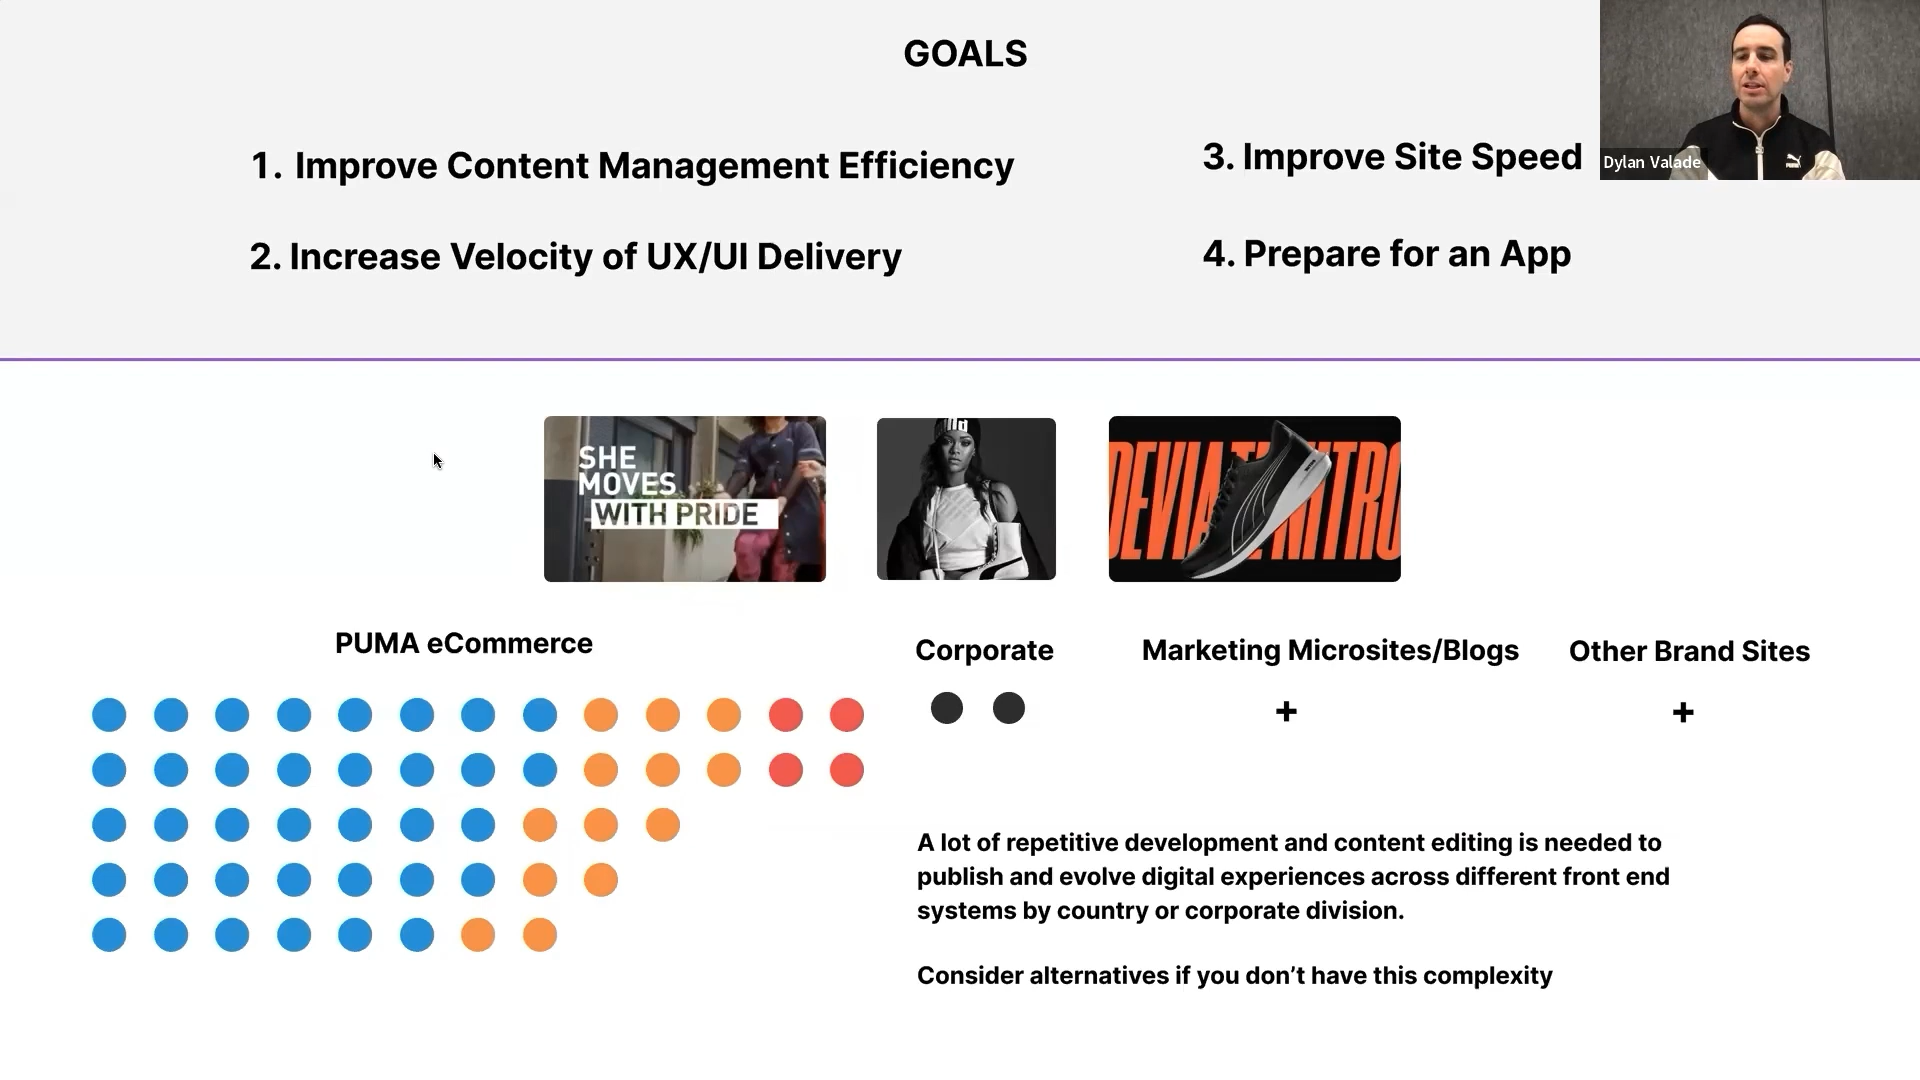 GOALS
1. Improve Content Management Efficiency
2. Increase Velocity of UX/UI Delivery
3. Improve Site Speed
4. Prepare for an App
Dylan Valade
SHE
MOVES
WITH PRIDE
DEVIATE NITRO
PUMA eCommerce
Corporate
Marketing Microsites/Blogs
+
Other Brand Sites
+
A lot of repetitive development and content editing is needed to
publish and evolve digital experiences across different front end
systems by country or corporate division.
Consider alternatives if you don’t have this complexity